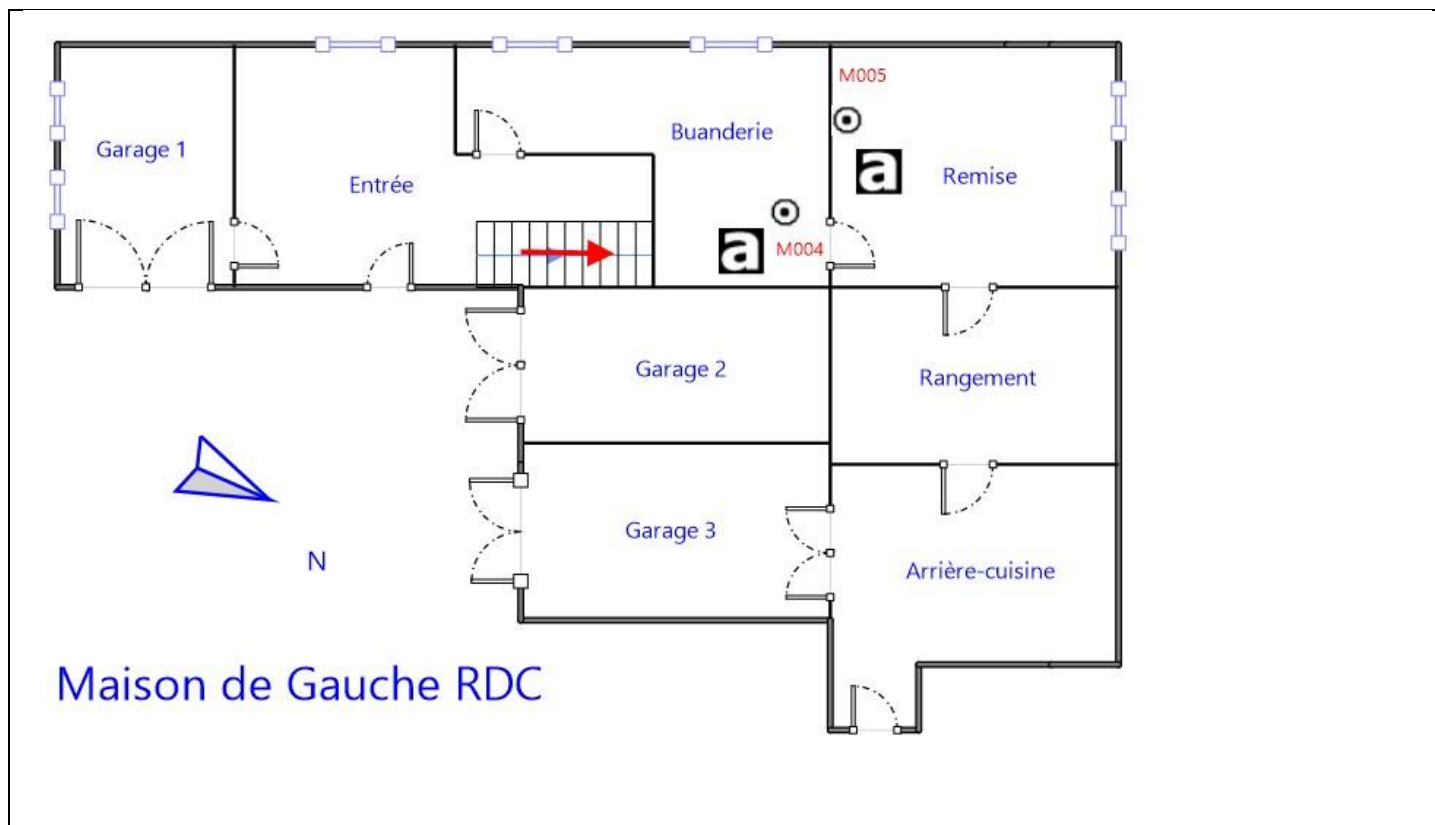 M005
Garage 1
Buanderie
Entrée
a
Remise
a
M004
Garage 2
Rangement
Garage 3
N
Arrière-cuisine
Maison de Gauche RDC